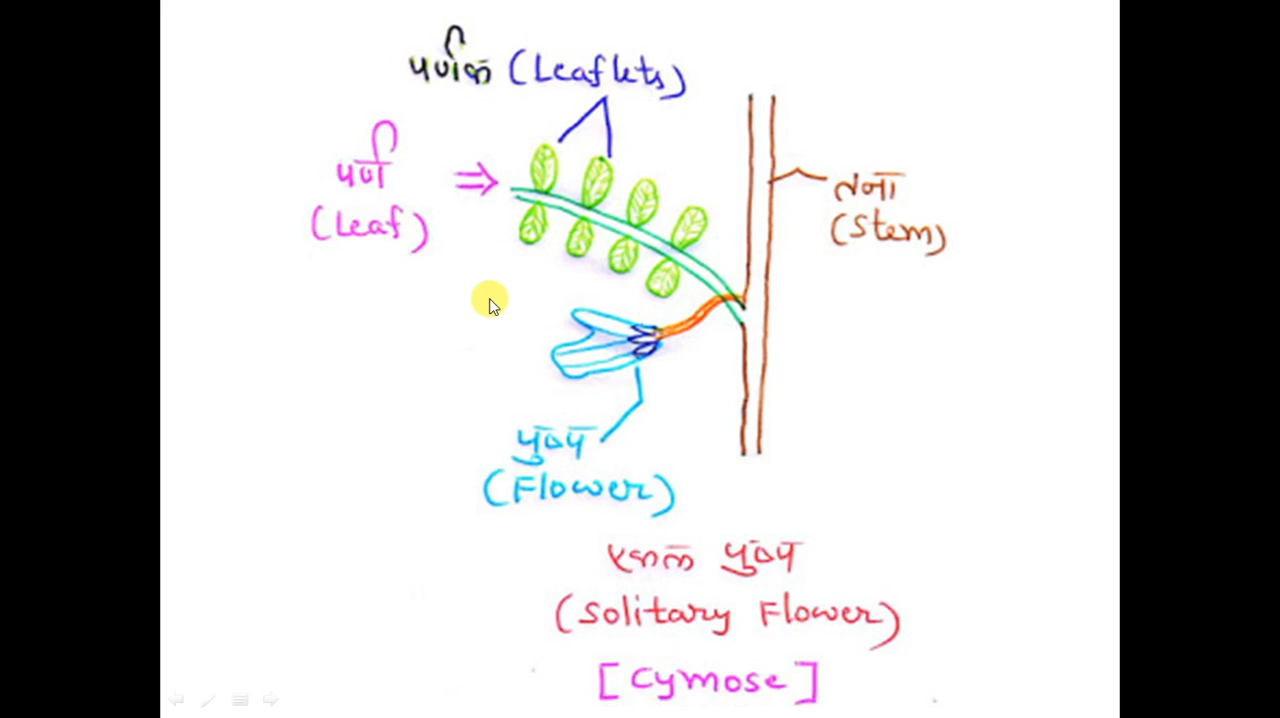 पर्णक (Leaflets)
पर्ण
(Leaf)
तना
(Stem)
पुष्प
(Flower)
एकल पुष्प
(Solitary Flower)
[Cymose]